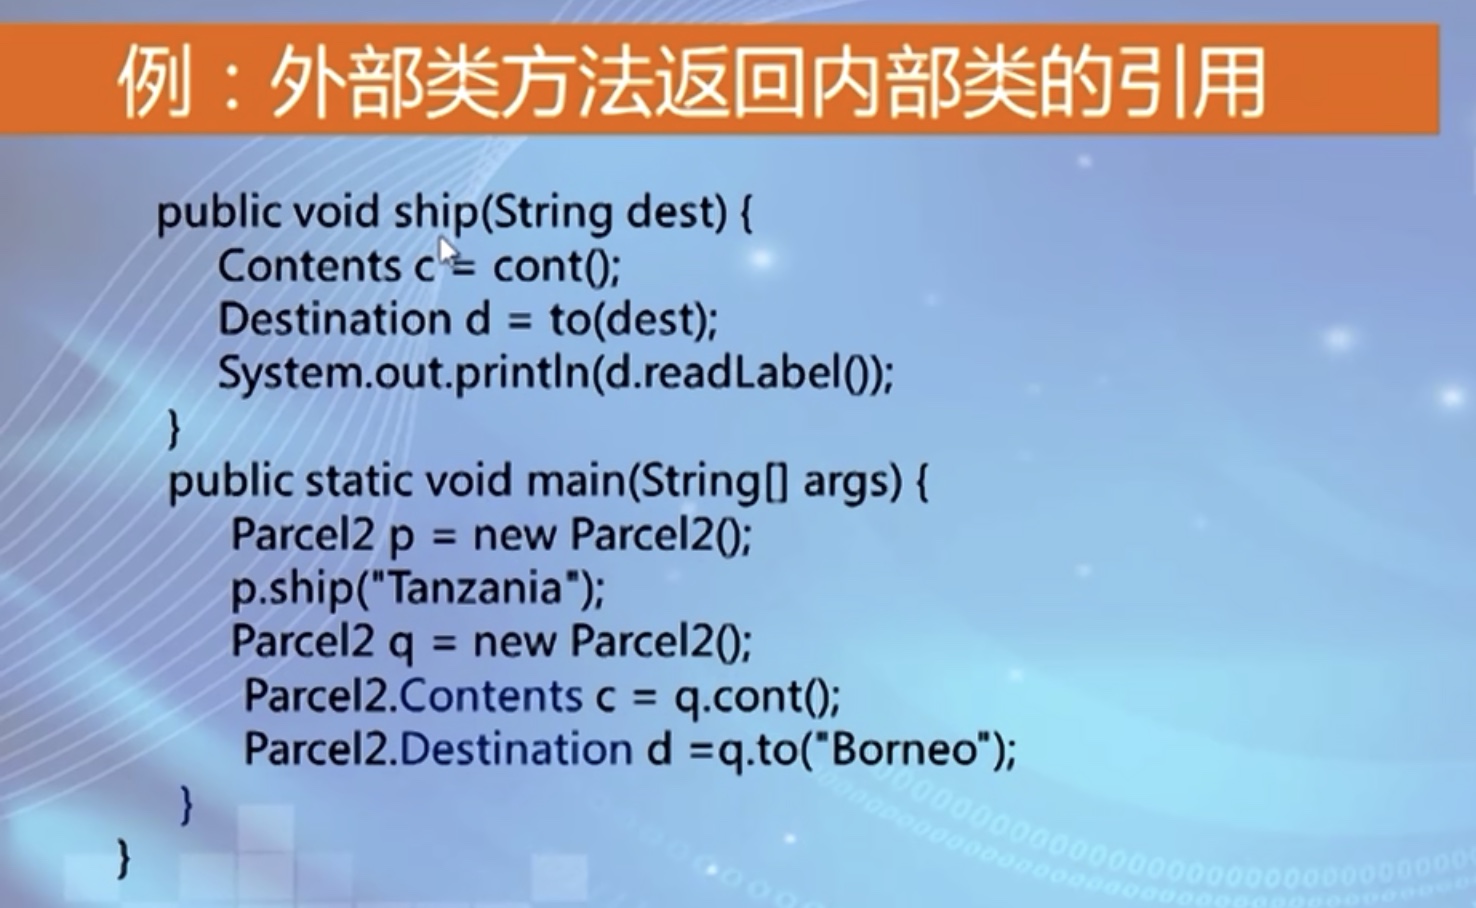 例：外部类方法返回内部类的引用
public void ship(String dest) {
Contents c = cont();
Destination d = to(dest);
System.out.println(d.readLabel());
}
public static void main(String[] args) {
Parcel2 p = new Parcel2();
p.ship("Tanzania");
Parcel2 q = new Parcel2();
Parcel2.Contents c = q.cont();
Parcel2.Destination d =q.to("Borneo");
}
}